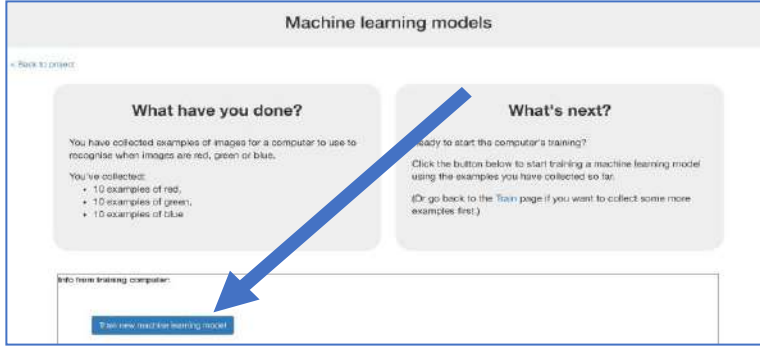 Machine learning models
« Back to project
What have you done?
You have collected examples of images for a computer to use to
recognise when images are red, green or blue.
You've collected:
• 10 examples of red,
• 10 examples of green,
• 10 examples of blue
What's next?
eady to start the computer's training?
Click the button below to start training a machine learning model
using the examples you have collected so far.
(Or go back to the Train page if you want to collect some more
examples first.)
Info from training computer:
Train new machine learning model